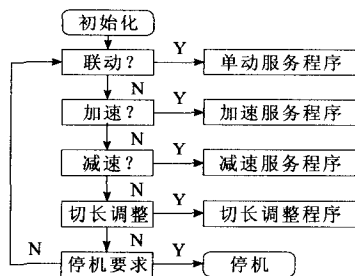 初始化
联动？ Y 单动服务程序
N
加速？ Y 加速服务程序
N
减速？ Y 减速服务程序
N
切长调整 Y 切长调整程序
N
N 停机要求 Y 停机